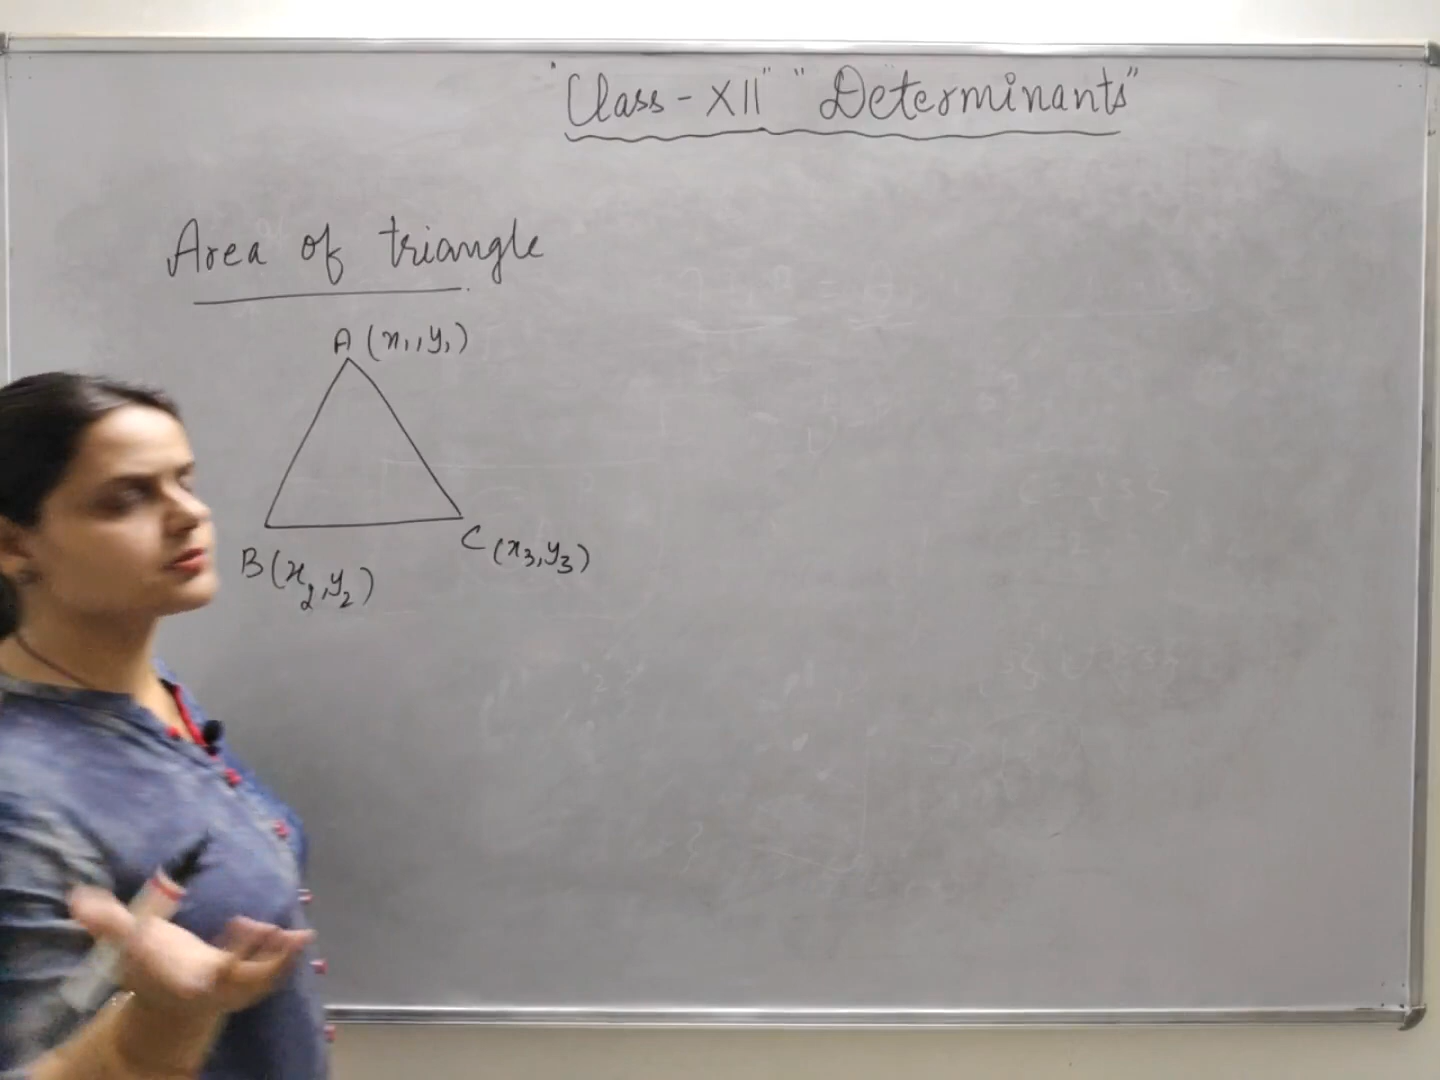 "Class - XII" "Determinants"
Area of triangle
A (x₁, y₁)
B (x₂, y₂)
C (x₃, y₃)